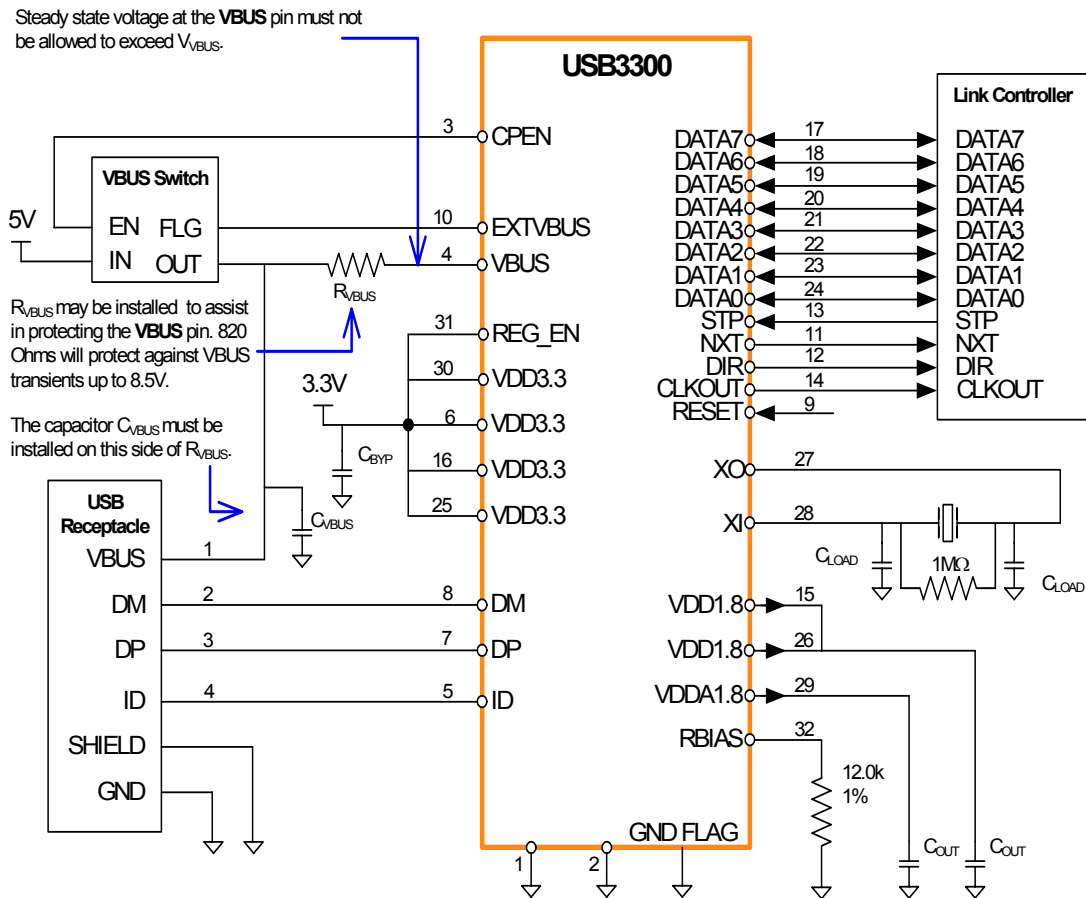 Steady state voltage at the VBUS pin must not
be allowed to exceed VVBUS.
USB3300
Link Controller
3
CPEN
VBUS Switch
5V
EN
FLG
IN
OUT
10
EXTVBUS
4
VBUS
RVBUS
RVBUS may be installed to assist
in protecting the VBUS pin. 820
Ohms will protect against VBUS
transients up to 8.5V.
31
REG_EN
30
VDD3.3
3.3V
6
VDD3.3
CBYP
16
VDD3.3
25
VDD3.3
The capacitor CVBUS must be
installed on this side of RVBUS.
CVBUS
USB
Receptacle
VBUS
1
DM
2
8
DM
DP
3
7
DP
ID
4
5
ID
SHIELD
GND
DATA7
17
DATA7
DATA6
18
DATA6
DATA5
19
DATA5
DATA4
20
DATA4
DATA3
21
DATA3
DATA2
22
DATA2
DATA1
23
DATA1
DATA0
24
DATA0
STP
13
STP
NXT
11
NXT
DIR
12
DIR
CLKOUT
14
CLKOUT
RESET
9
XO
27
XI
28
CLOAD
1MΩ
CLOAD
VDD1.8
15
VDD1.8
26
VDDA1.8
29
RBIAS
32
12.0k
1%
COUT
COUT
GND FLAG
1
2